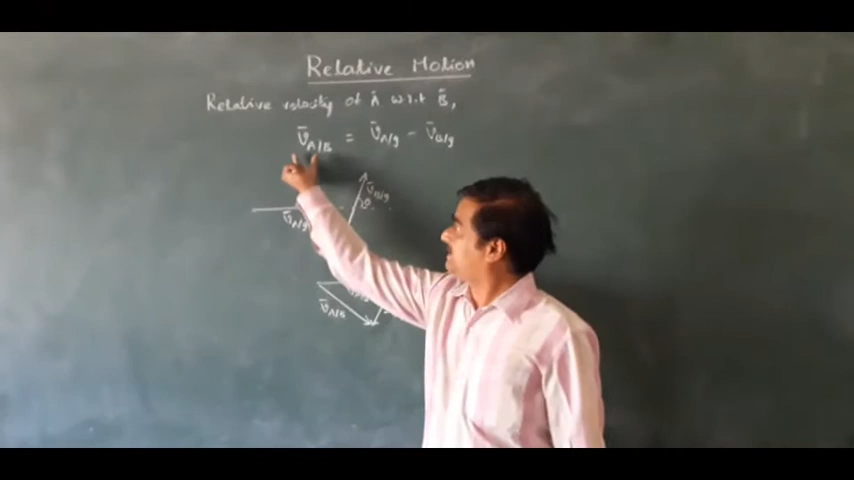 Relative Motion
Relative velocity of A w.r.t B,
v̄A/B = v̄A/g - v̄B/g
v̄B/g
θ
v̄A/g
v̄A/B